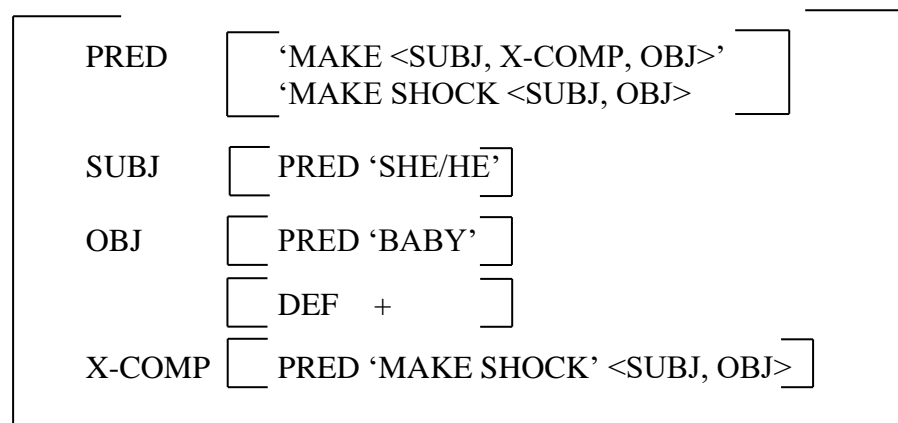 PRED ‘MAKE <SUBJ, X-COMP, OBJ>’
‘MAKE SHOCK <SUBJ, OBJ>
SUBJ PRED ‘SHE/HE’
OBJ PRED ‘BABY’
DEF +
X-COMP PRED ‘MAKE SHOCK’ <SUBJ, OBJ>